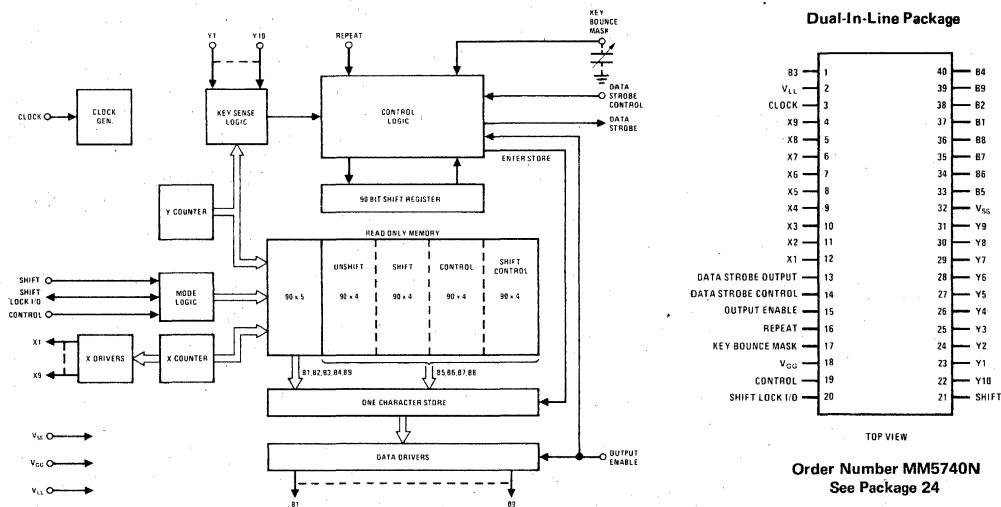 Y1 Y10 REPEAT
KEY
BOUNCE
MASK
CLOCK
CLOCK
GEN.
KEY SENSE
LOGIC
CONTROL
LOGIC
DATA
STROBE
CONTROL
DATA
STROBE
ENTER STORE
90 BIT SHIFT REGISTER
Y COUNTER
READ ONLY MEMORY
UNSHIFT SHIFT CONTROL SHIFT
CONTROL
90 x 5 90 x 4 90 x 4 90 x 4 90 x 4
SHIFT
SHIFT
LOCK I/O
CONTROL
MODE
LOGIC
X1
X9
X DRIVERS
X COUNTER
B1,B2,B3,B4,B9
B5,B6,B7,B8
ONE CHARACTER STORE
DATA DRIVERS
OUTPUT
ENABLE
B1 B9
VSS
VGG
VLL
Dual-In-Line Package
B3 1 40 B4
VLL 2 39 B9
CLOCK 3 38 B2
X9 4 37 B1
X8 5 36 B8
X7 6 35 B7
X6 7 34 B6
X5 8 33 B5
X4 9 32 VSS
X3 10 31 Y9
X2 11 30 Y8
X1 12 29 Y7
DATA STROBE OUTPUT 13 28 Y6
DATA STROBE CONTROL 14 27 Y5
OUTPUT ENABLE 15 26 Y4
REPEAT 16 25 Y3
KEY BOUNCE MASK 17 24 Y2
VGG 18 23 Y1
CONTROL 19 22 Y10
SHIFT LOCK I/O 20 21 SHIFT
TOP VIEW
Order Number MM5740N
See Package 24